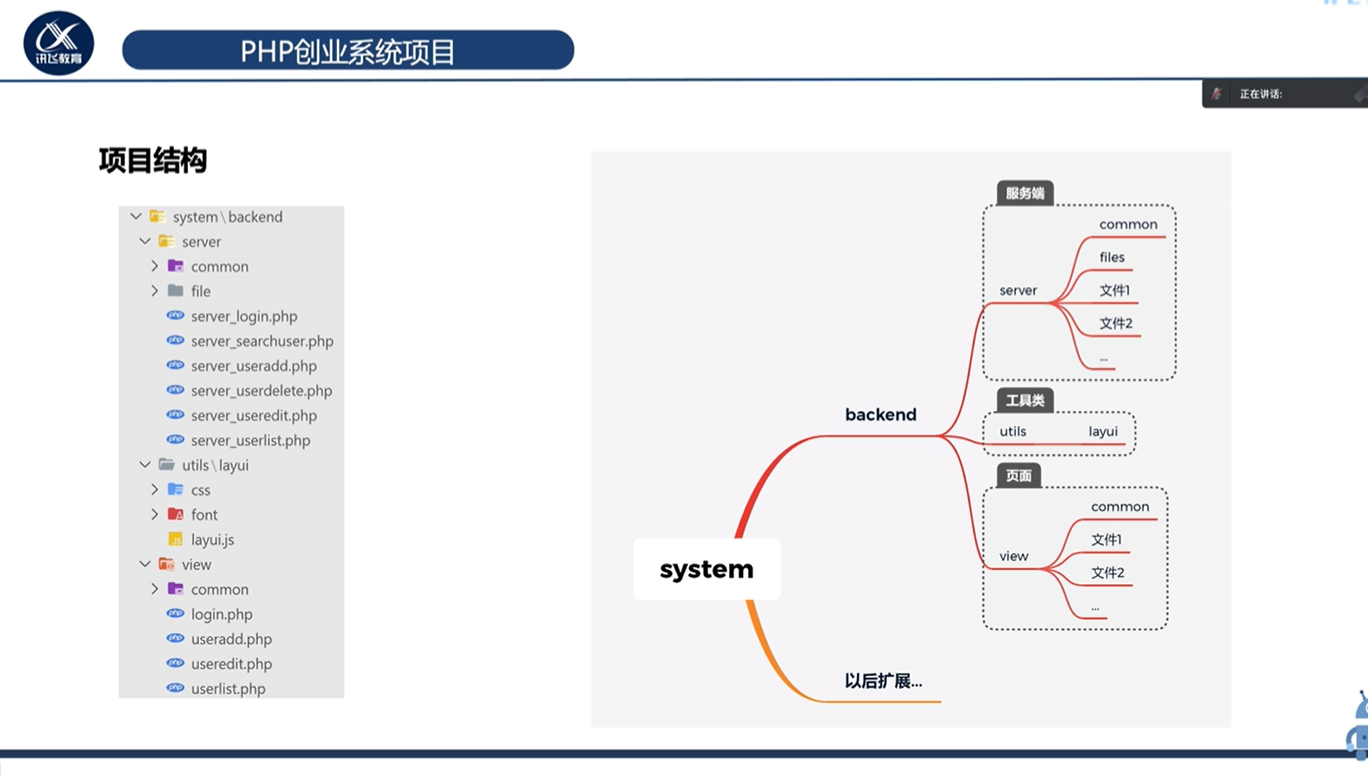 讯飞教育
PHP创业系统项目
正在讲话:
项目结构
system\backend
server
common
file
server_login.php
server_searchuser.php
server_useradd.php
server_userdelete.php
server_useredit.php
server_userlist.php
utils\layui
css
font
layui.js
view
common
login.php
useradd.php
useredit.php
userlist.php
服务端
common
files
server
文件1
文件2
...
backend
工具类
utils
layui
页面
common
文件1
view
文件2
...
system
以后扩展...